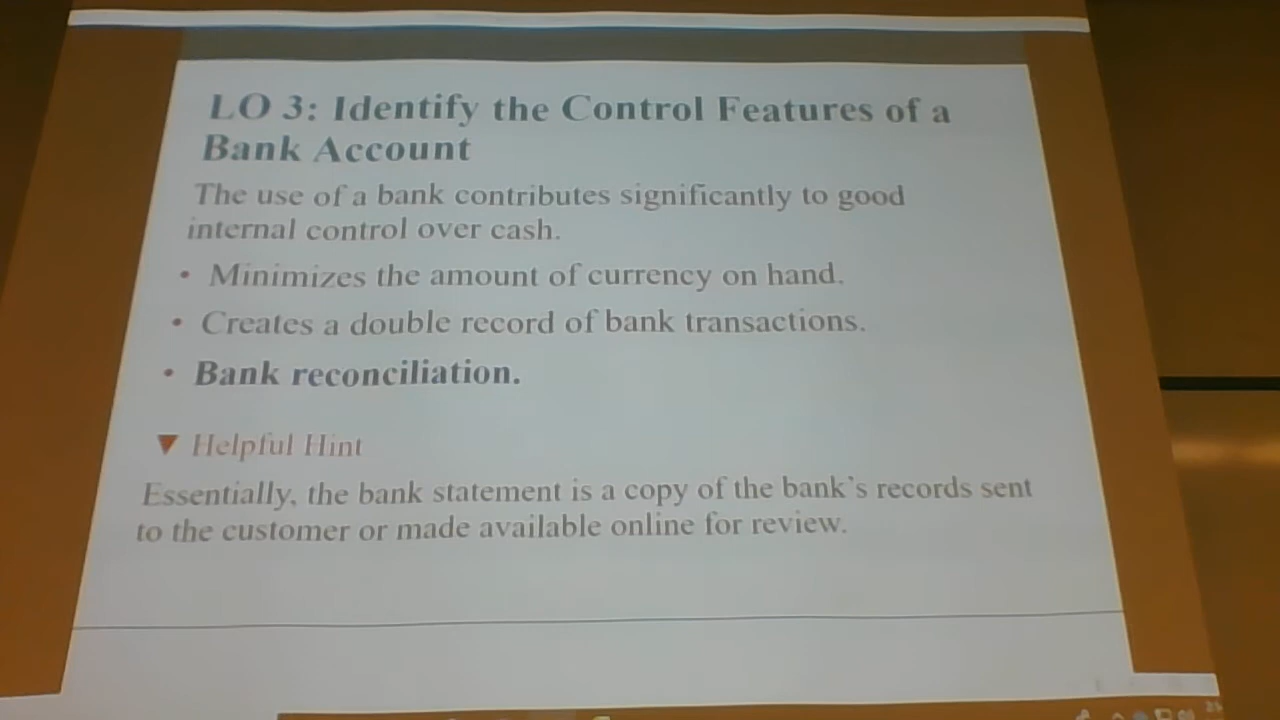 LO 3: Identify the Control Features of a
Bank Account
The use of a bank contributes significantly to good
internal control over cash.
• Minimizes the amount of currency on hand.
• Creates a double record of bank transactions.
• Bank reconciliation.
▼ Helpful Hint
Essentially, the bank statement is a copy of the bank's records sent
to the customer or made available online for review.